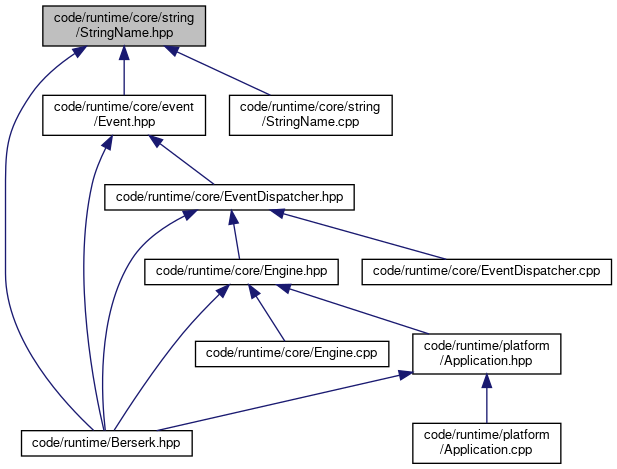 code/runtime/core/string
/StringName.hpp
code/runtime/core/event
/Event.hpp
code/runtime/core/string
/StringName.cpp
code/runtime/core/EventDispatcher.hpp
code/runtime/core/Engine.hpp
code/runtime/core/EventDispatcher.cpp
code/runtime/core/Engine.cpp
code/runtime/platform
/Application.hpp
code/runtime/Berserk.hpp
code/runtime/platform
/Application.cpp